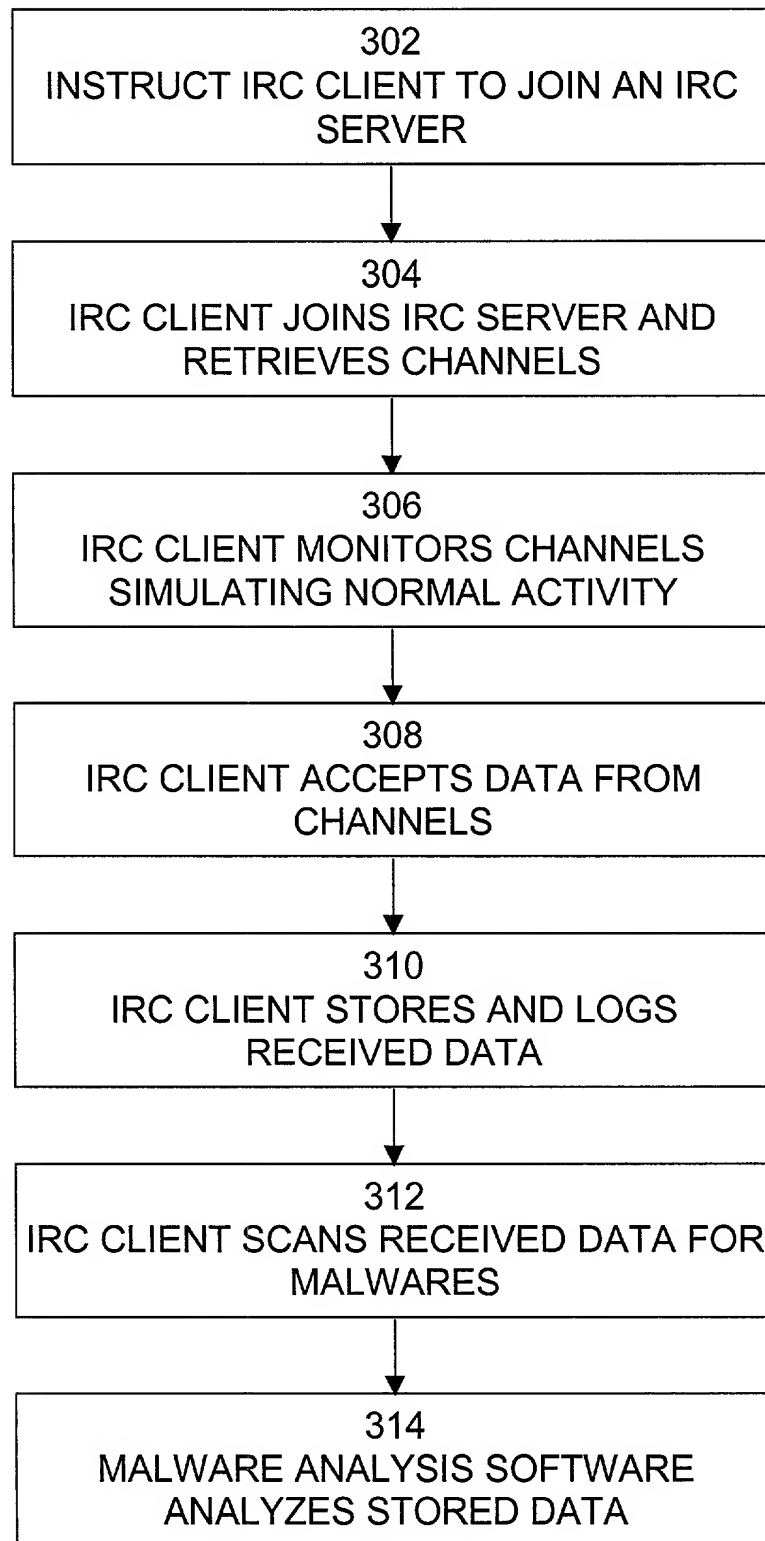 302
INSTRUCT IRC CLIENT TO JOIN AN IRC
SERVER
304
IRC CLIENT JOINS IRC SERVER AND
RETRIEVES CHANNELS
306
IRC CLIENT MONITORS CHANNELS
SIMULATING NORMAL ACTIVITY
308
IRC CLIENT ACCEPTS DATA FROM
CHANNELS
310
IRC CLIENT STORES AND LOGS
RECEIVED DATA
312
IRC CLIENT SCANS RECEIVED DATA FOR
MALWARES
314
MALWARE ANALYSIS SOFTWARE
ANALYZES STORED DATA